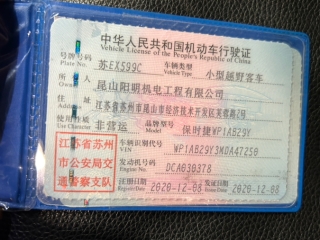 中华人民共和国机动车行驶证
Vehicle License of the People's Republic of China
号牌号码 Plate No. 苏EX599C 车辆类型 Vehicle Type 小型越野客车
所有人 Owner 昆山阳明机电工程有限公司
住址 Address 江苏省苏州市昆山市经济技术开发区芙蓉路2号
使用性质 Use Character 非营运 品牌型号 Model 保时捷WP1AB29Y
江苏省苏州市公安局交通警察支队
车辆识别代号 VIN WP1AB29Y3MDA47250
发动机号码 Engine No. DCA030378
注册日期 Register Date 2020-12-08 发证日期 Issue Date 2020-12-08